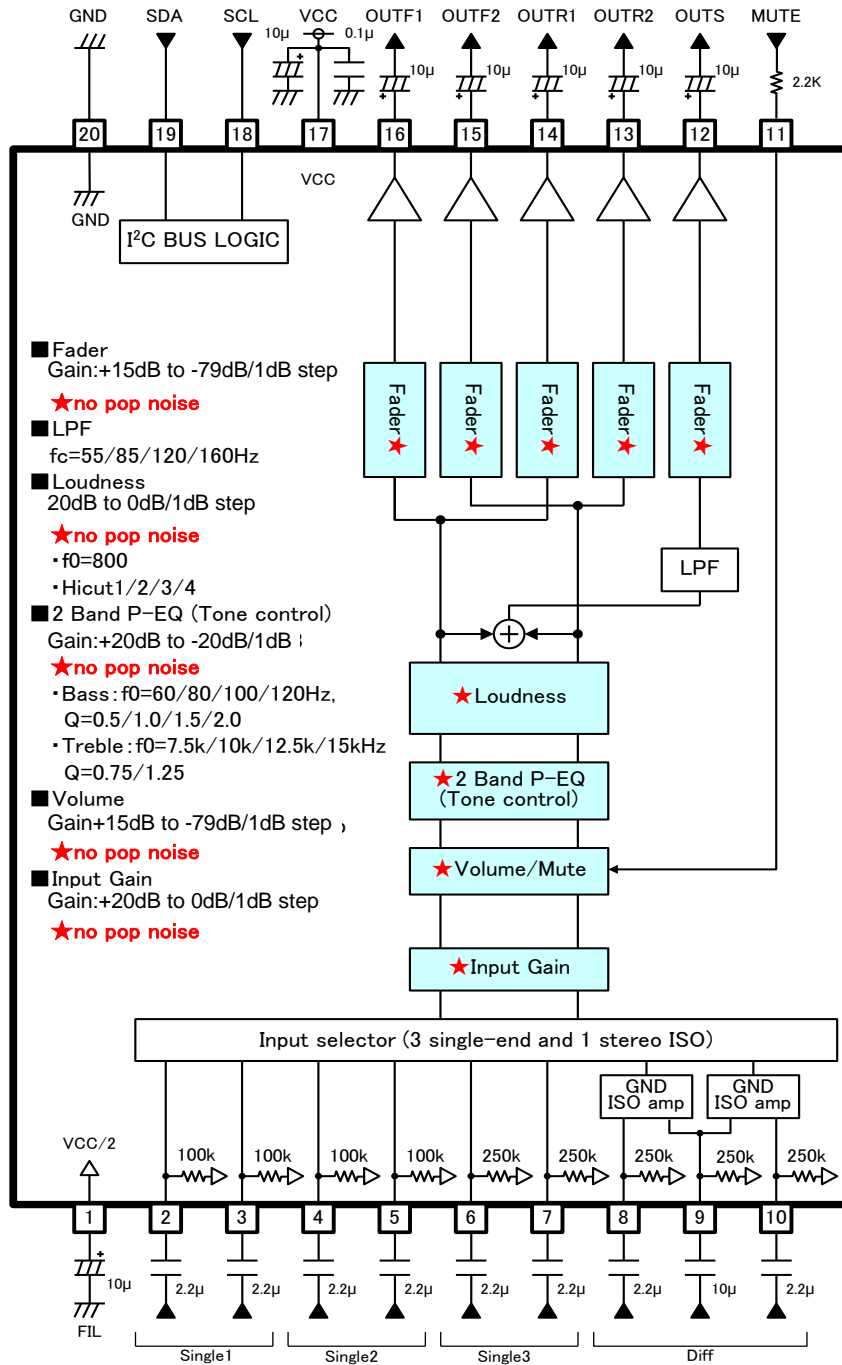 GND SDA SCL VCC OUTF1 OUTF2 OUTR1 OUTR2 OUTS MUTE
10μ 0.1μ 10μ 10μ 10μ 10μ 10μ 2.2K
20 19 18 17 16 15 14 13 12 11
VCC
GND
I²C BUS LOGIC
■Fader
Gain:+15dB to -79dB/1dB step
★no pop noise
■LPF
fc=55/85/120/160Hz
■Loudness
20dB to 0dB/1dB step
★no pop noise
・f0=800
・Hicut1/2/3/4
■2 Band P-EQ (Tone control)
Gain:+20dB to -20dB/1dB
★no pop noise
・Bass:f0=60/80/100/120Hz,
Q=0.5/1.0/1.5/2.0
・Treble:f0=7.5k/10k/12.5k/15kHz
Q=0.75/1.25
■Volume
Gain+15dB to -79dB/1dB step
★no pop noise
■Input Gain
Gain:+20dB to 0dB/1dB step
★no pop noise
Fader★ Fader★ Fader★ Fader★ Fader★
LPF
★Loudness
★2 Band P-EQ
(Tone control)
★Volume/Mute
★Input Gain
Input selector (3 single-end and 1 stereo ISO)
GND
ISO amp
GND
ISO amp
VCC/2
100k 100k 100k 100k 250k 250k 250k 250k 250k
1 2 3 4 5 6 7 8 9 10
10μ 2.2μ 2.2μ 2.2μ 2.2μ 2.2μ 2.2μ 2.2μ 10μ 2.2μ
FIL
Single1 Single2 Single3 Diff